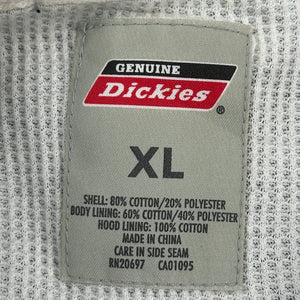 GENUINE
Dickies®
XL
SHELL: 80% COTTON/20% POLYESTER
BODY LINING: 60% COTTON/40% POLYESTER
HOOD LINING: 100% COTTON
MADE IN CHINA
CARE IN SIDE SEAM
RN20697 CA01095